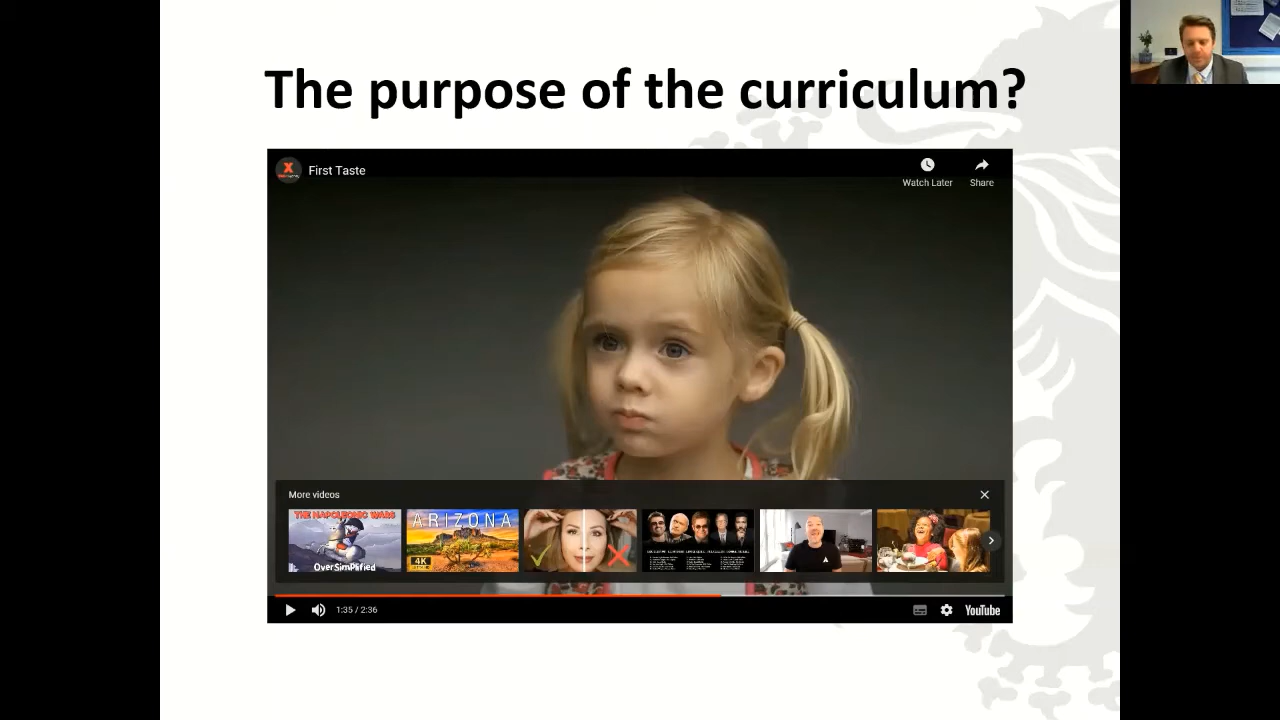 The purpose of the curriculum?
First Taste
Watch Later
Share
More videos
THE NAPOLEONIC WARS
OverSimplified
ARIZONA
4K
1:35 / 2:36
YouTube